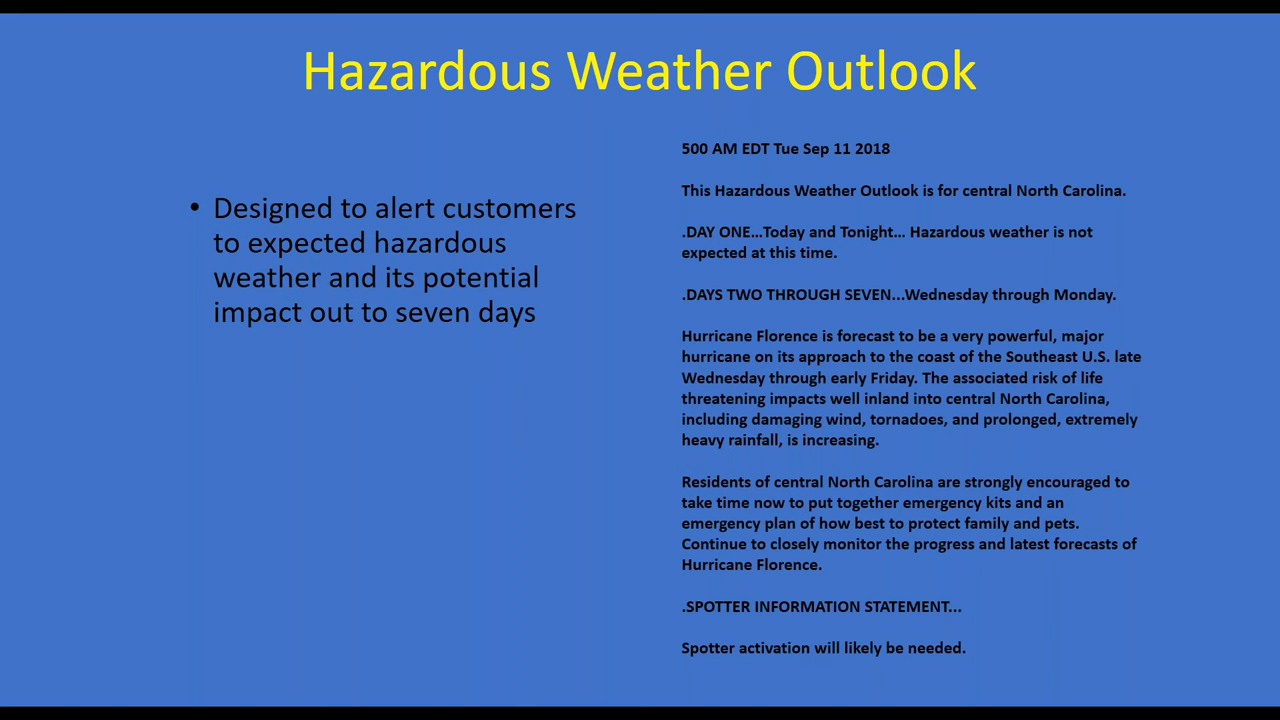 Hazardous Weather Outlook
• Designed to alert customers
to expected hazardous
weather and its potential
impact out to seven days
500 AM EDT Tue Sep 11 2018
This Hazardous Weather Outlook is for central North Carolina.
.DAY ONE…Today and Tonight… Hazardous weather is not
expected at this time.
.DAYS TWO THROUGH SEVEN...Wednesday through Monday.
Hurricane Florence is forecast to be a very powerful, major
hurricane on its approach to the coast of the Southeast U.S. late
Wednesday through early Friday. The associated risk of life
threatening impacts well inland into central North Carolina,
including damaging wind, tornadoes, and prolonged, extremely
heavy rainfall, is increasing.
Residents of central North Carolina are strongly encouraged to
take time now to put together emergency kits and an
emergency plan of how best to protect family and pets.
Continue to closely monitor the progress and latest forecasts of
Hurricane Florence.
.SPOTTER INFORMATION STATEMENT...
Spotter activation will likely be needed.